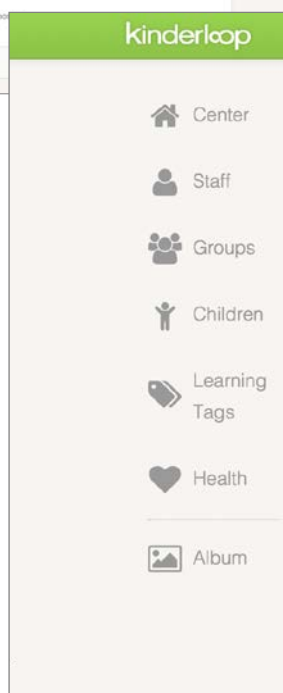 kinderloop
Center
Staff
Groups
Children
Learning
Tags
Health
Album